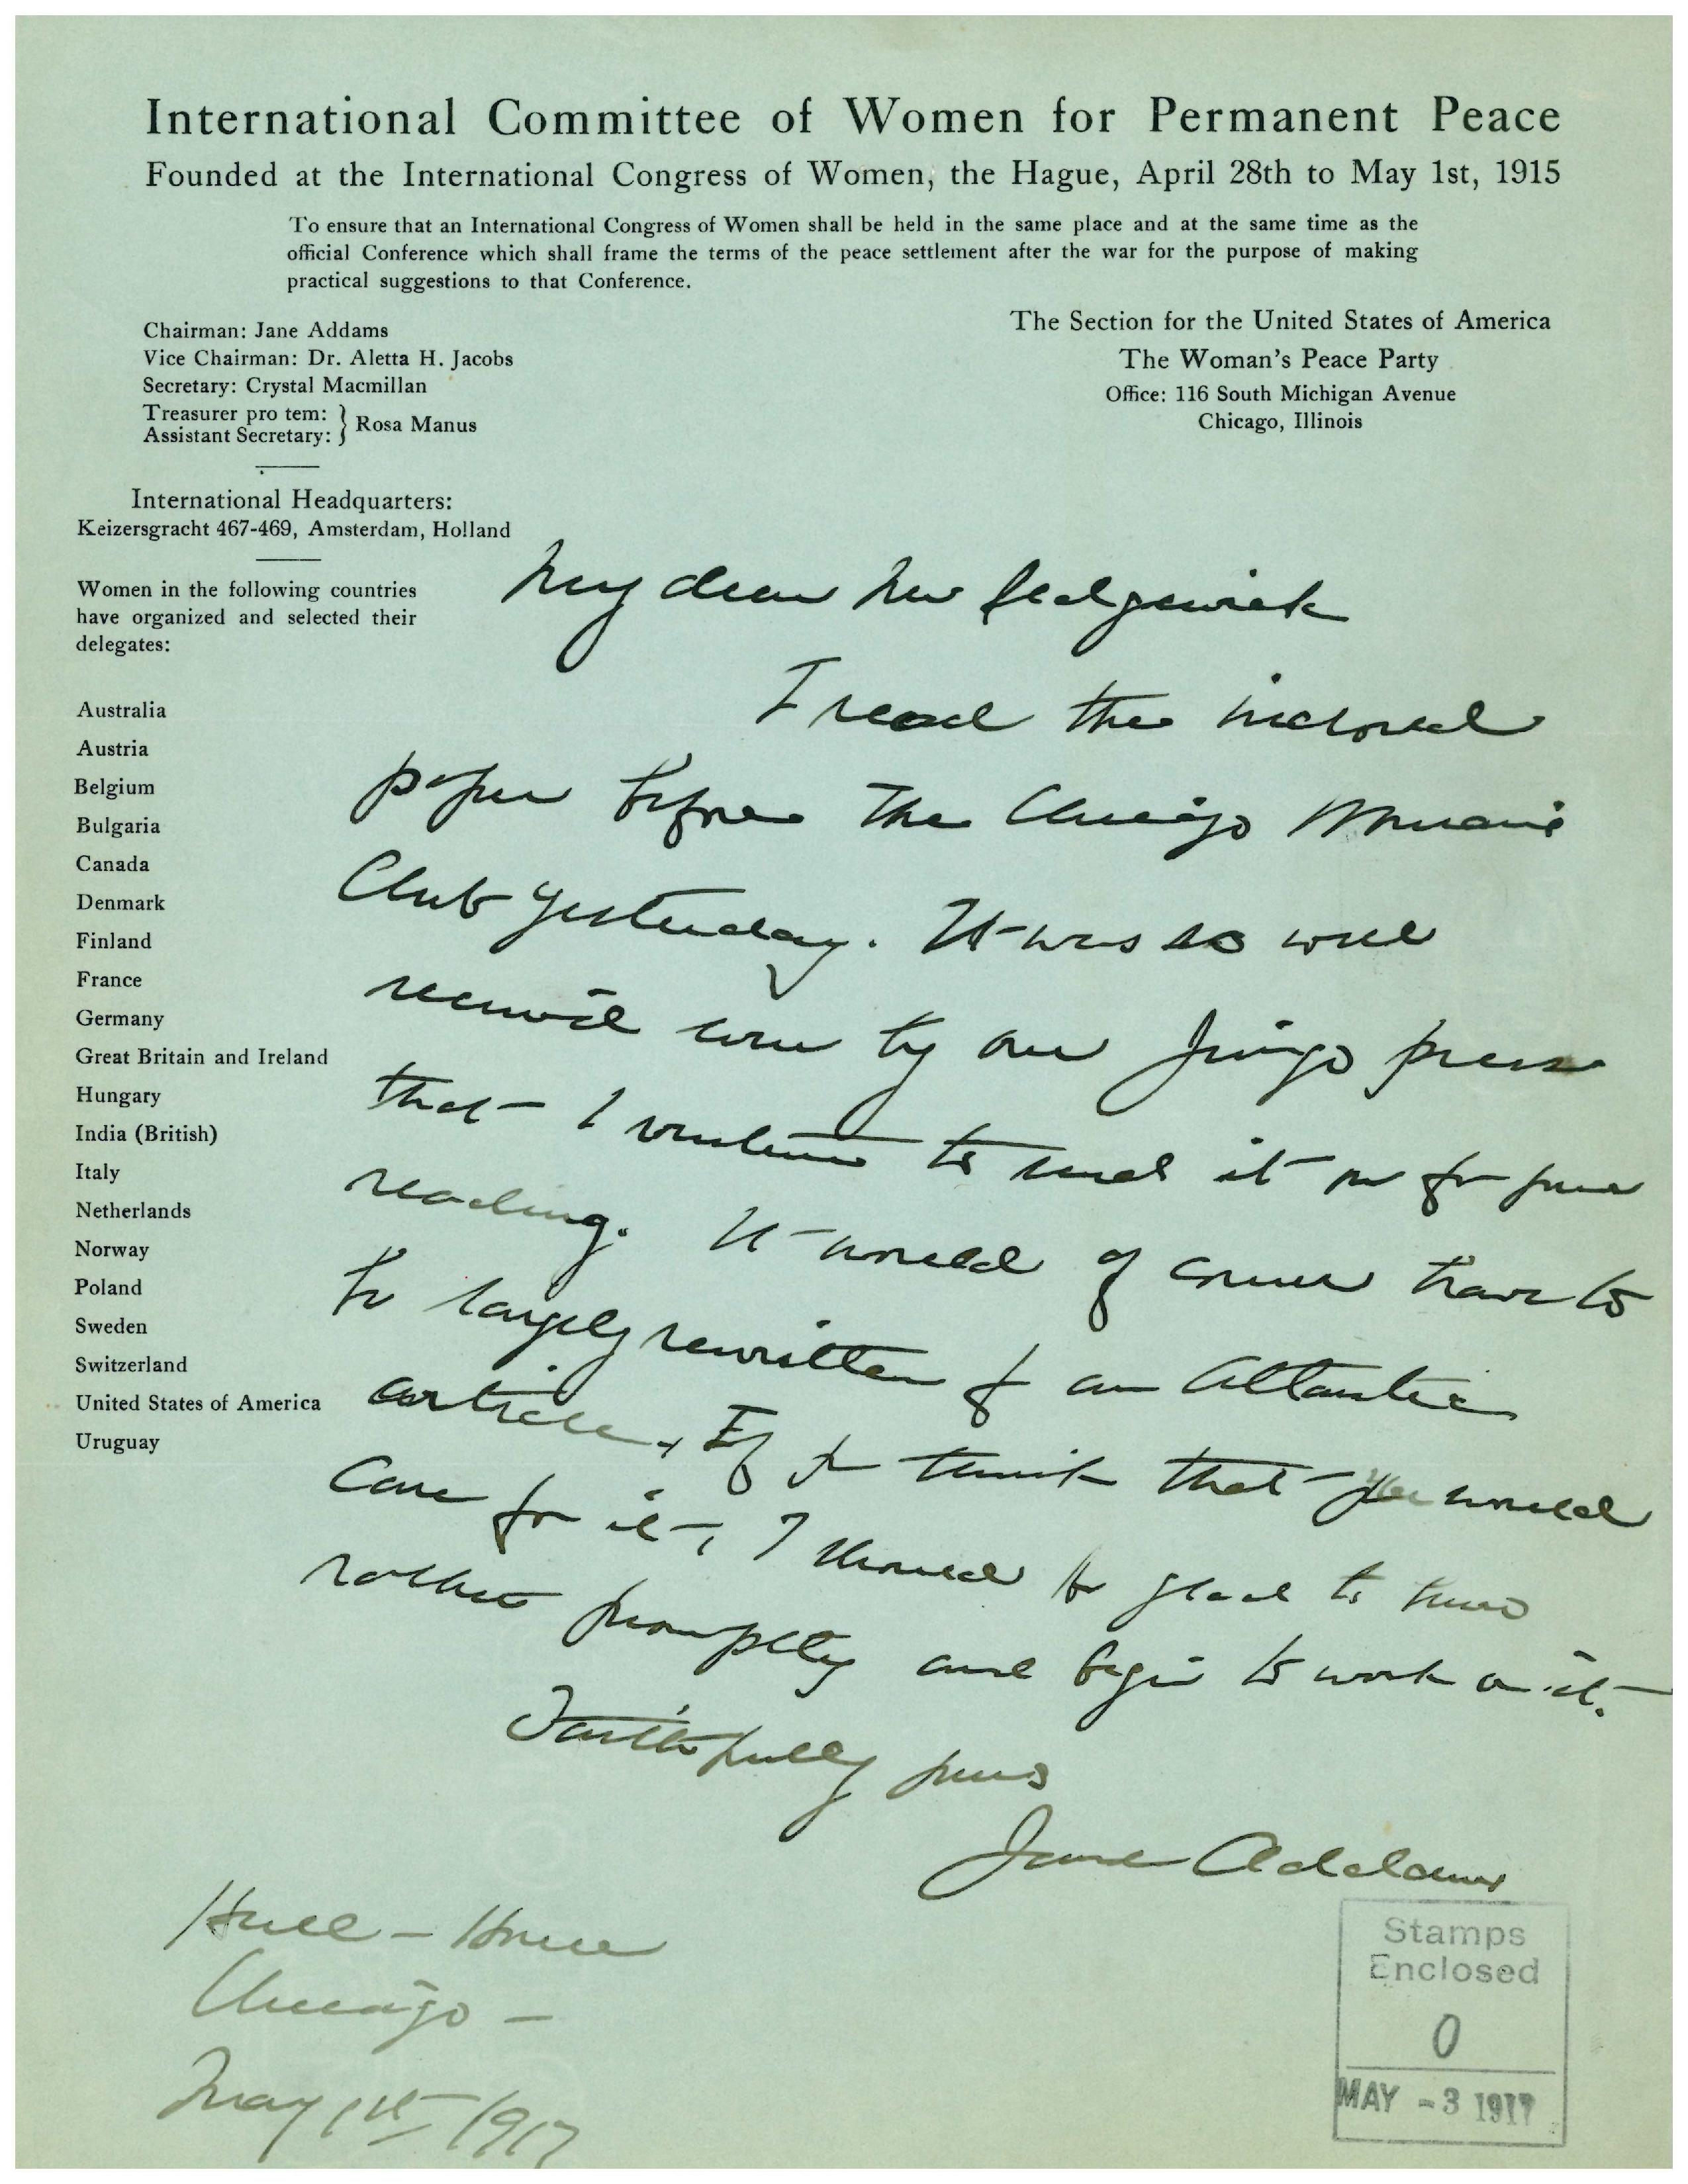 International Committee of Women for Permanent Peace
Founded at the International Congress of Women, the Hague, April 28th to May 1st, 1915
To ensure that an International Congress of Women shall be held in the same place and at the same time as the
official Conference which shall frame the terms of the peace settlement after the war for the purpose of making
practical suggestions to that Conference.
Chairman: Jane Addams
Vice Chairman: Dr. Aletta H. Jacobs
Secretary: Crystal Macmillan
Treasurer pro tem: }
Assistant Secretary: } Rosa Manus
The Section for the United States of America
The Woman's Peace Party
Office: 116 South Michigan Avenue
Chicago, Illinois
International Headquarters:
Keizersgracht 467-469, Amsterdam, Holland
Women in the following countries
have organized and selected their
delegates:
Australia
Austria
Belgium
Bulgaria
Canada
Denmark
Finland
France
Germany
Great Britain and Ireland
Hungary
India (British)
Italy
Netherlands
Norway
Poland
Sweden
Switzerland
United States of America
Uruguay
My dear Mr Sedgewick
I read the inclosed
paper before The Chicago Woman's
Club yesterday. It was so well
received even by our jingo press
that I venture to send it on for your
reading. It would of course have to
be largely rewritten for an Atlantic
article. If you think that you would
care for it, I should be glad to know
rather promptly and begin to work on it.
Faithfully yours
Jane Addams
Hull-House
Chicago -
May 1st 1917
Stamps
Enclosed
0
MAY - 3 1917